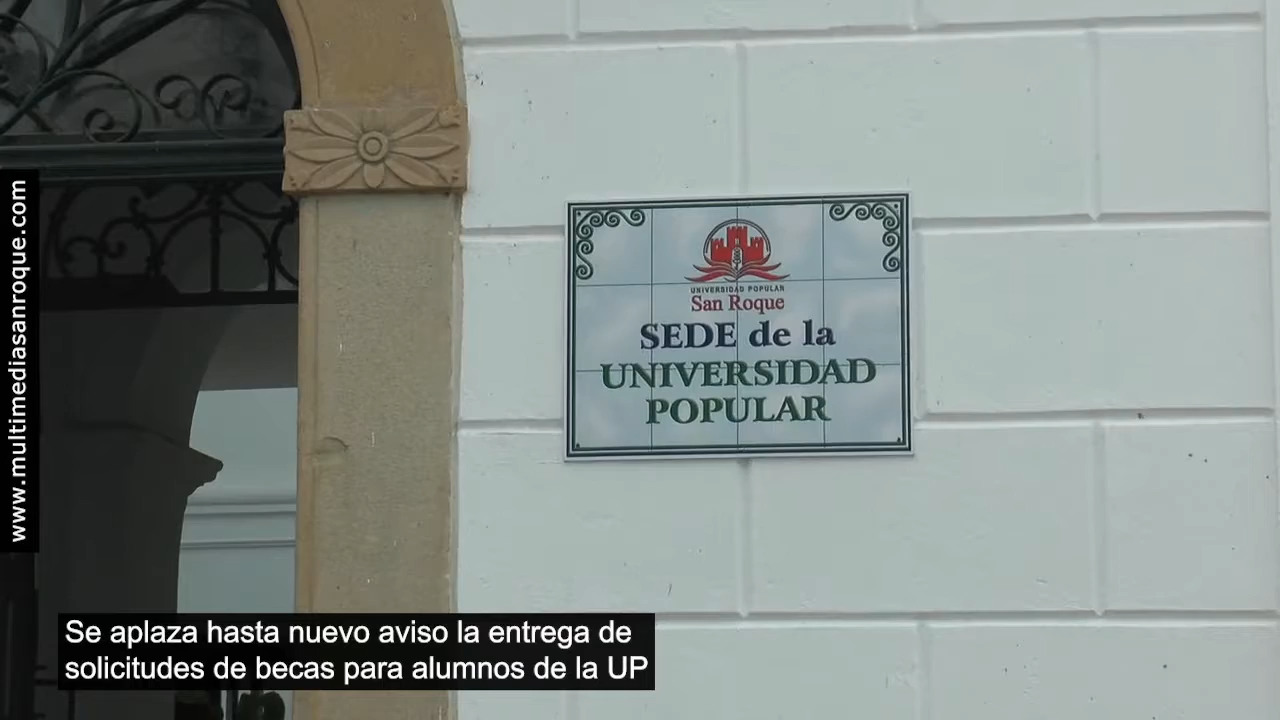 www.multimediasanroque.com
UNIVERSIDAD POPULAR
San Roque
SEDE de la
UNIVERSIDAD
POPULAR
Se aplaza hasta nuevo aviso la entrega de
solicitudes de becas para alumnos de la UP